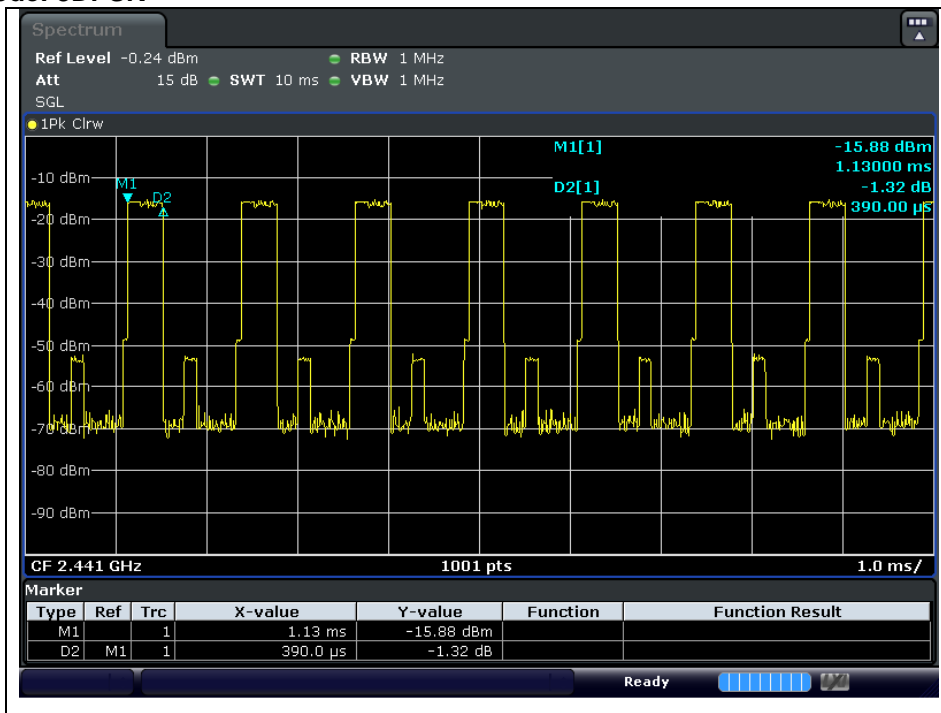 Spectrum
Ref Level -0.24 dBm RBW 1 MHz
Att 15 dB SWT 10 ms VBW 1 MHz
SGL
1Pk Clrw
M1[1] -15.88 dBm
1.13000 ms
D2[1] -1.32 dB
390.00 µs
M1
D2
-10 dBm
-20 dBm
-30 dBm
-40 dBm
-50 dBm
-60 dBm
-70 dBm
-80 dBm
-90 dBm
CF 2.441 GHz 1001 pts 1.0 ms/
Marker
Type Ref Trc X-value Y-value Function Function Result
M1 1 1.13 ms -15.88 dBm
D2 M1 1 390.0 µs -1.32 dB
Ready